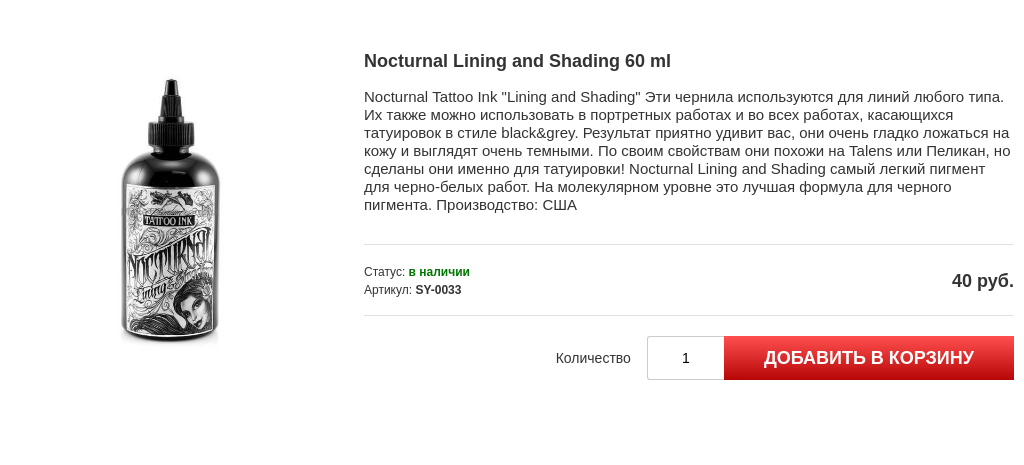 Nocturnal Lining and Shading 60 ml
Nocturnal Tattoo Ink "Lining and Shading" Эти чернила используются для линий любого типа.
Их также можно использовать в портретных работах и во всех работах, касающихся
татуировок в стиле black&grey. Результат приятно удивит вас, они очень гладко ложаться на
кожу и выглядят очень темными. По своим свойствам они похожи на Talens или Пеликан, но
сделаны они именно для татуировки! Nocturnal Lining and Shading самый легкий пигмент
для черно-белых работ. На молекулярном уровне это лучшая формула для черного
пигмента. Производство: США
TATTOO INK
NOCTURNAL
Lining &
Статус: в наличии
Артикул: SY-0033
40 руб.
Количество
1
ДОБАВИТЬ В КОРЗИНУ